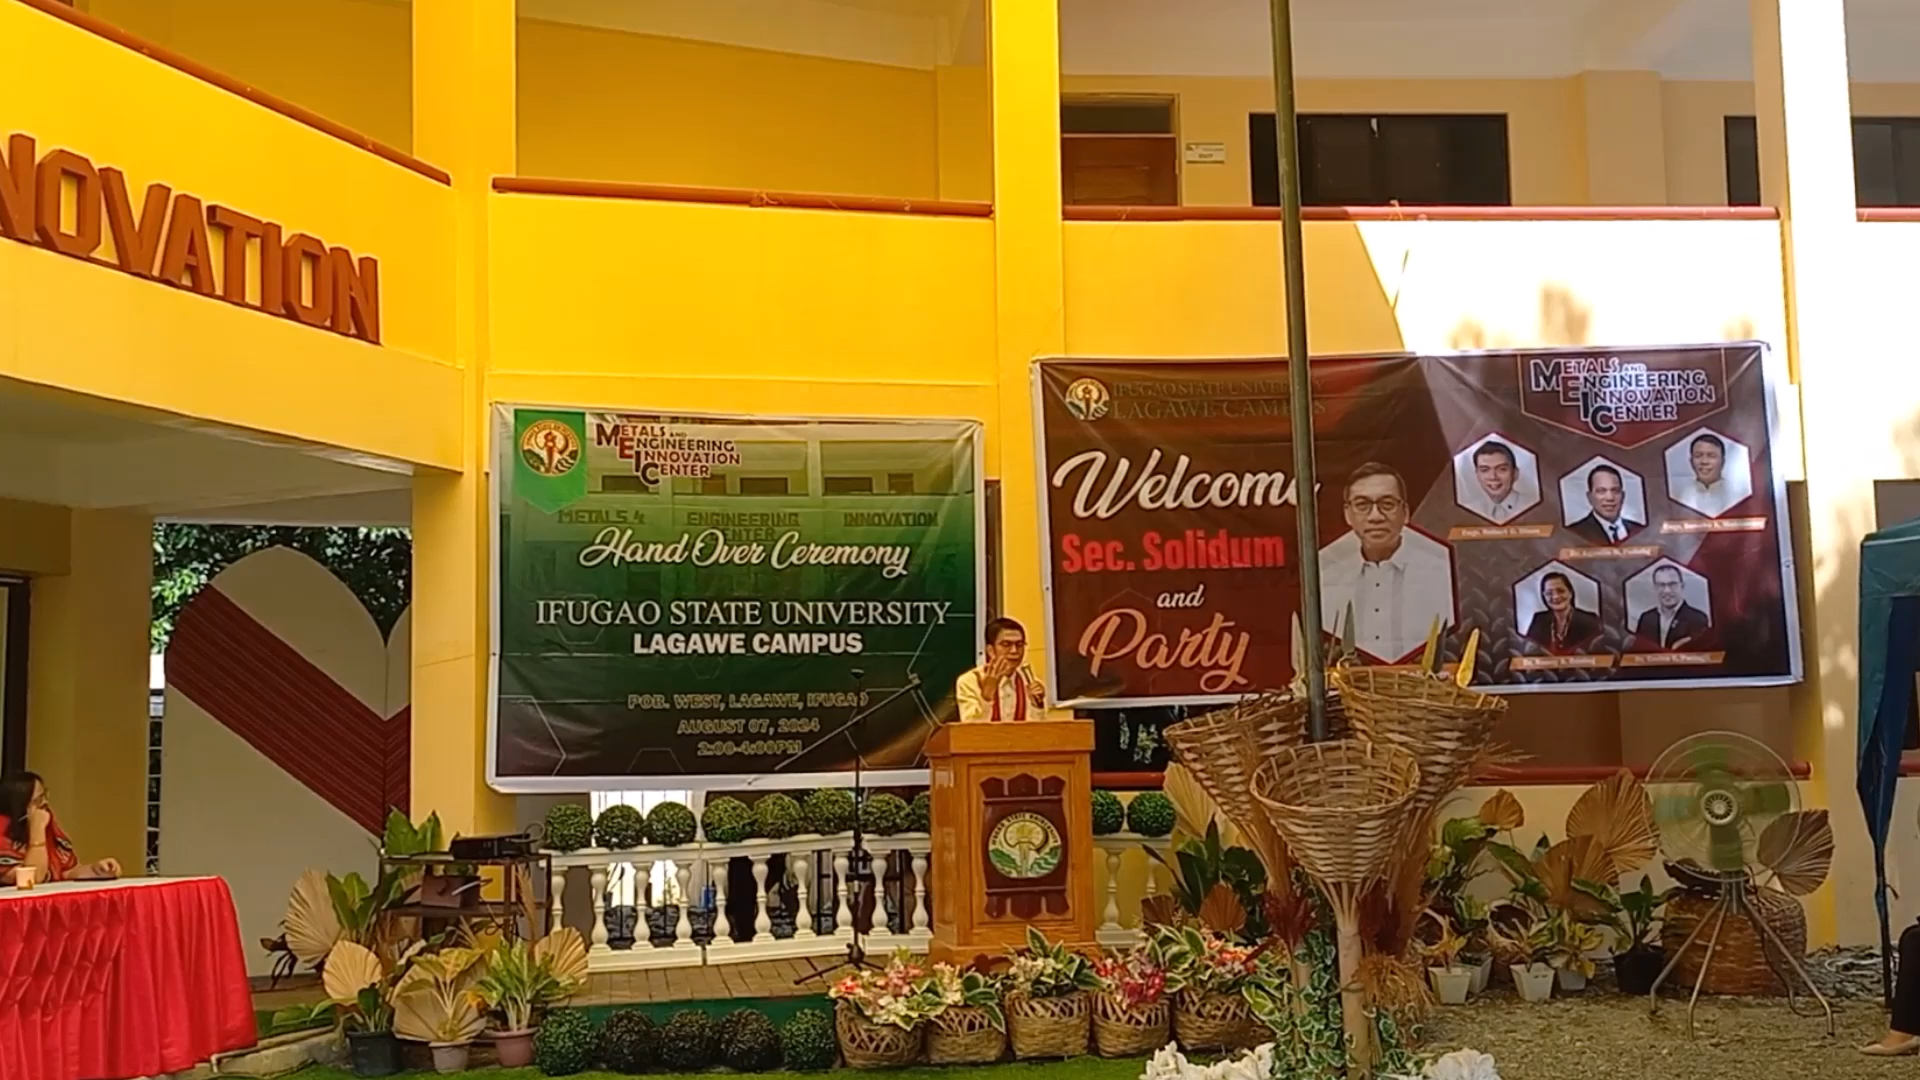 NOVATION
METALS AND
ENGINEERING
INNOVATION
CENTER
METALS & ENGINEERING INNOVATION
CENTER
Hand Over Ceremony
IFUGAO STATE UNIVERSITY
LAGAWE CAMPUS
POB. WEST, LAGAWE, IFUGA
AUGUST 07, 2024
2:00-4:00PM
IFUGAO STATE UNIVERSITY
LAGAWE CAMPUS
Welcome
Sec. Solidum
and
Party
METALS AND
ENGINEERING
INNOVATION
CENTER